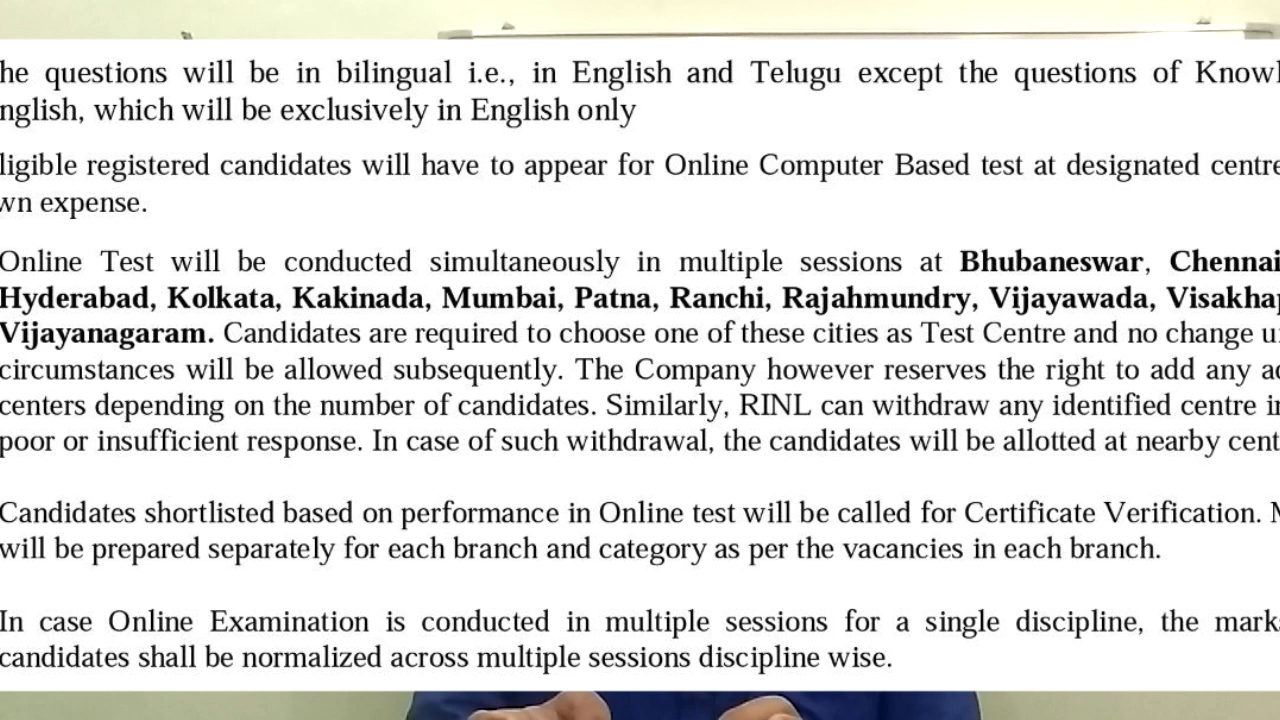 he questions will be in bilingual i.e., in English and Telugu except the questions of Knowl
nglish, which will be exclusively in English only
ligible registered candidates will have to appear for Online Computer Based test at designated centre
wn expense.
Online Test will be conducted simultaneously in multiple sessions at Bhubaneswar, Chennai
Hyderabad, Kolkata, Kakinada, Mumbai, Patna, Ranchi, Rajahmundry, Vijayawada, Visakha
Vijayanagaram. Candidates are required to choose one of these cities as Test Centre and no change u
circumstances will be allowed subsequently. The Company however reserves the right to add any ad
centers depending on the number of candidates. Similarly, RINL can withdraw any identified centre in
poor or insufficient response. In case of such withdrawal, the candidates will be allotted at nearby cent
Candidates shortlisted based on performance in Online test will be called for Certificate Verification. M
will be prepared separately for each branch and category as per the vacancies in each branch.
In case Online Examination is conducted in multiple sessions for a single discipline, the marks
candidates shall be normalized across multiple sessions discipline wise.